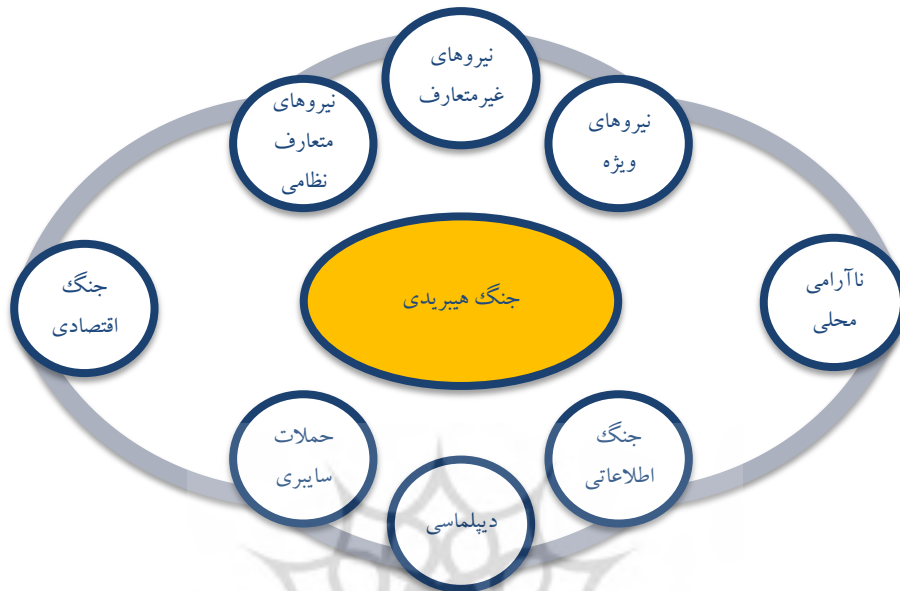 نیروهای
غیرمتعارف
نیروهای
ویژه
ناآرامی
محلی
جنگ
اطلاعاتی
دیپلماسی
حملات
سایبری
جنگ
اقتصادی
نیروهای
متعارف
نظامی
جنگ هیبریدی